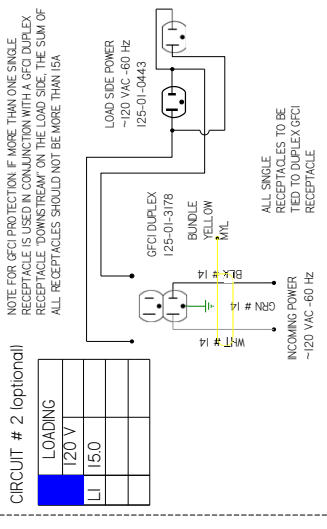 CIRCUIT # 2 (optional)
LOADING
120 V
L1 15.0
NOTE FOR GFCI PROTECTION: IF MORE THAN ONE SINGLE
RECEPTACLE IS USED IN CONJUNCTION WITH A GFCI DUPLEX
RECEPTACLE "DOWNSTREAM" ON THE LOAD SIDE, THE SUM OF
ALL RECEPTACLES SHOULD NOT BE MORE THAN 15A
LOAD SIDE POWER
~120 VAC-60 Hz
125-01-0443
GFCI DUPLEX
125-01-3178
BUNDLE
YELLOW
MYL
WHT # 14
GRN # 14
BLK # 14
INCOMING POWER
~120 VAC-60 Hz
ALL SINGLE
RECEPTACLES TO BE
TIED TO DUPLEX GFCI
RECEPTACLE